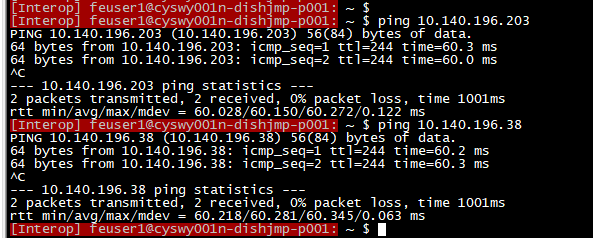 [Interop] feuser1@cyswy001n-dishjmp-p001: ~ $
[Interop] feuser1@cyswy001n-dishjmp-p001: ~ $ ping 10.140.196.203
PING 10.140.196.203 (10.140.196.203) 56(84) bytes of data.
64 bytes from 10.140.196.203: icmp_seq=1 ttl=244 time=60.3 ms
64 bytes from 10.140.196.203: icmp_seq=2 ttl=244 time=60.0 ms
^C
--- 10.140.196.203 ping statistics ---
2 packets transmitted, 2 received, 0% packet loss, time 1001ms
rtt min/avg/max/mdev = 60.028/60.150/60.272/0.122 ms
[Interop] feuser1@cyswy001n-dishjmp-p001: ~ $ ping 10.140.196.38
PING 10.140.196.38 (10.140.196.38) 56(84) bytes of data.
64 bytes from 10.140.196.38: icmp_seq=1 ttl=244 time=60.2 ms
64 bytes from 10.140.196.38: icmp_seq=2 ttl=244 time=60.3 ms
^C
--- 10.140.196.38 ping statistics ---
2 packets transmitted, 2 received, 0% packet loss, time 1001ms
rtt min/avg/max/mdev = 60.218/60.281/60.345/0.063 ms
[Interop] feuser1@cyswy001n-dishjmp-p001: ~ $